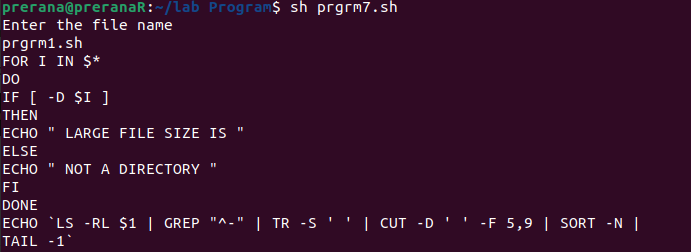 prerana@preranaR:~/lab Program$ sh prgrm7.sh
Enter the file name
prgrm1.sh
FOR I IN $*
DO
IF [ -D $I ]
THEN
ECHO " LARGE FILE SIZE IS "
ELSE
ECHO " NOT A DIRECTORY "
FI
DONE
ECHO `LS -RL $1 | GREP "^-" | TR -S ' ' | CUT -D ' ' -F 5,9 | SORT -N |
TAIL -1`